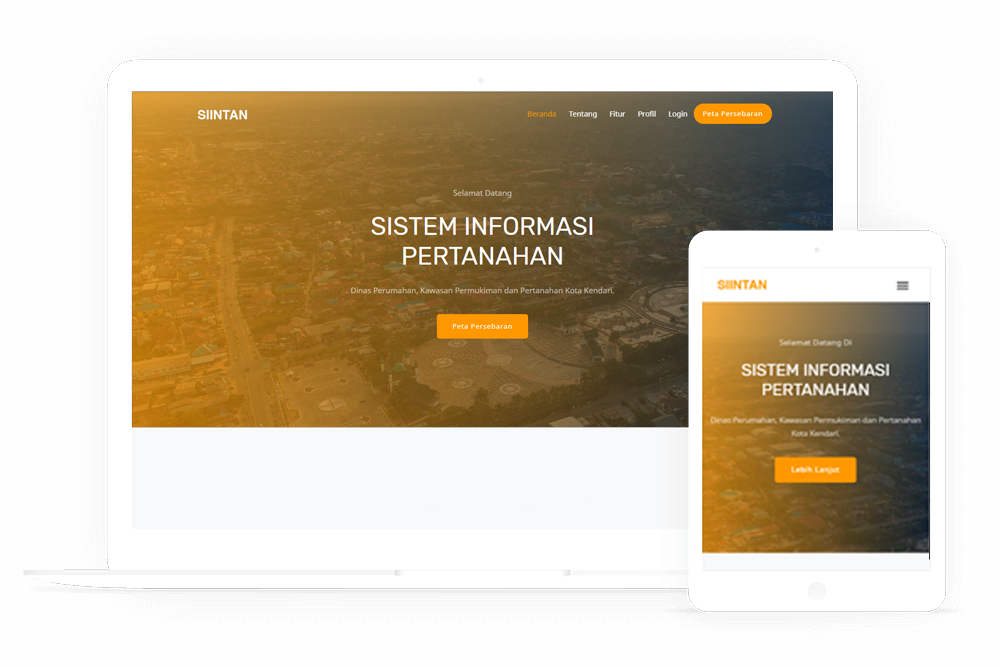 SIINTAN
Beranda Tentang Fitur Profil Login Peta Persebaran
Selamat Datang
SISTEM INFORMASI
PERTANAHAN
Dinas Perumahan, Kawasan Permukiman dan Pertanahan Kota Kendari.
Peta Persebaran
SIINTAN
Selamat Datang Di
SISTEM INFORMASI
PERTANAHAN
Dinas Perumahan, Kawasan Permukiman dan Pertanahan
Kota Kendari.
Lebih Lanjut